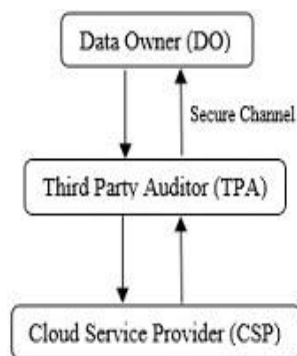 Data Owner (DO)
Secure Channel
Third Party Auditor (TPA)
Cloud Service Provider (CSP)